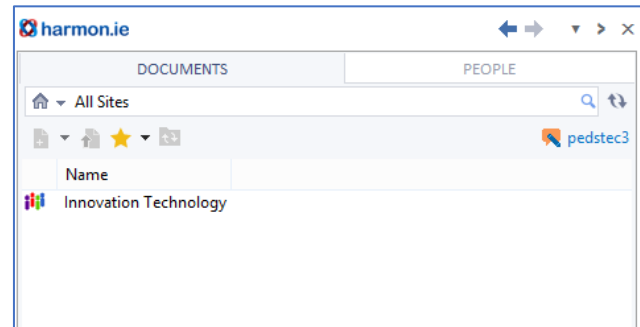 harmon.ie
DOCUMENTS PEOPLE
All Sites
pedstec3
Name
Innovation Technology